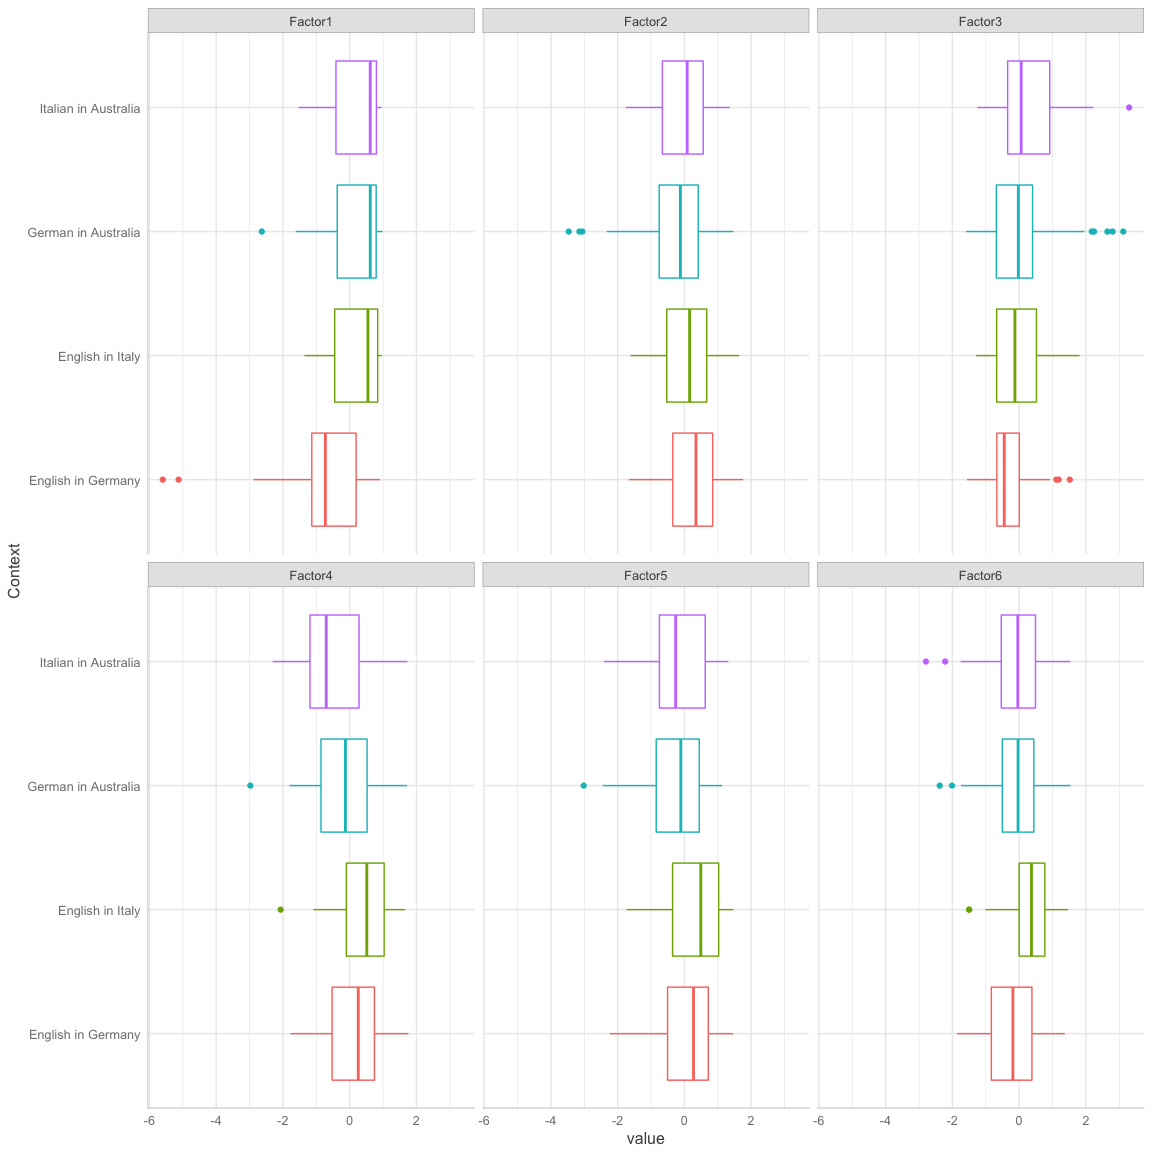 Factor1 Factor2 Factor3
Italian in Australia
German in Australia
English in Italy
English in Germany
Context
Factor4 Factor5 Factor6
Italian in Australia
German in Australia
English in Italy
English in Germany
-6 -4 -2 0 2 -6 -4 -2 0 2 -6 -4 -2 0 2
value